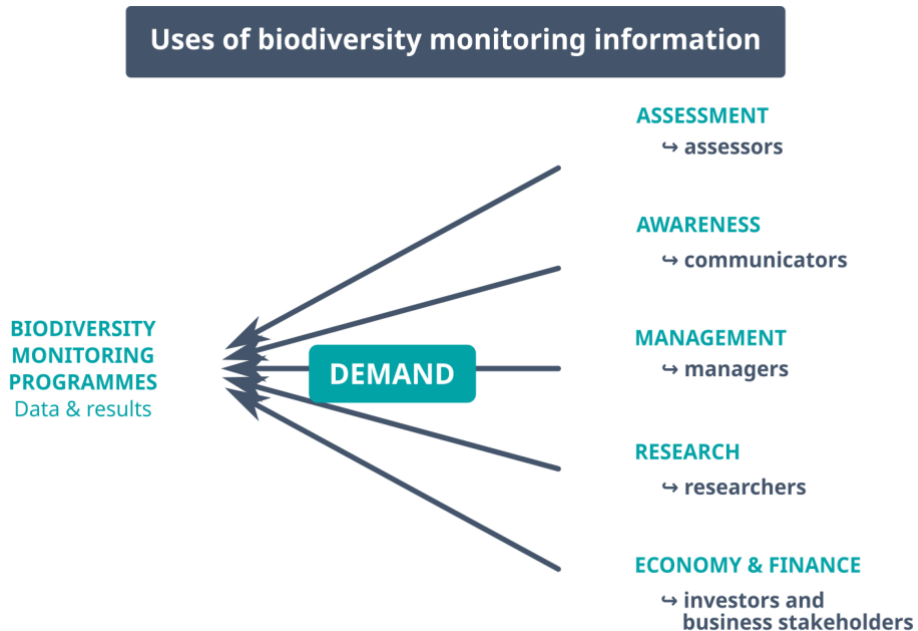 Uses of biodiversity monitoring information
ASSESSMENT
↪ assessors
AWARENESS
↪ communicators
MANAGEMENT
↪ managers
RESEARCH
↪ researchers
ECONOMY & FINANCE
↪ investors and
business stakeholders
DEMAND
BIODIVERSITY
MONITORING
PROGRAMMES
Data & results